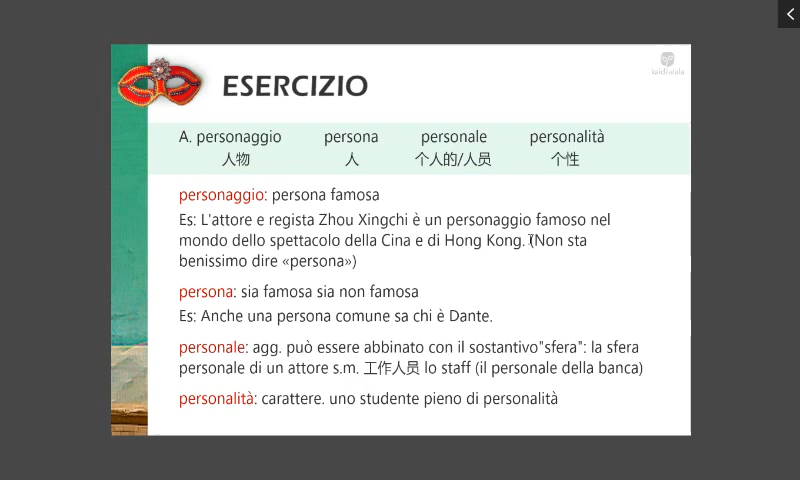 kaidialala
ESERCIZIO
A. personaggio persona personale personalità
人物 人 个人的/人员 个性
personaggio: persona famosa
Es: L'attore e regista Zhou Xingchi è un personaggio famoso nel
mondo dello spettacolo della Cina e di Hong Kong. (Non sta
benissimo dire «persona»)
persona: sia famosa sia non famosa
Es: Anche una persona comune sa chi è Dante.
personale: agg. può essere abbinato con il sostantivo"sfera": la sfera
personale di un attore s.m. 工作人员 lo staff (il personale della banca)
personalità: carattere. uno studente pieno di personalità